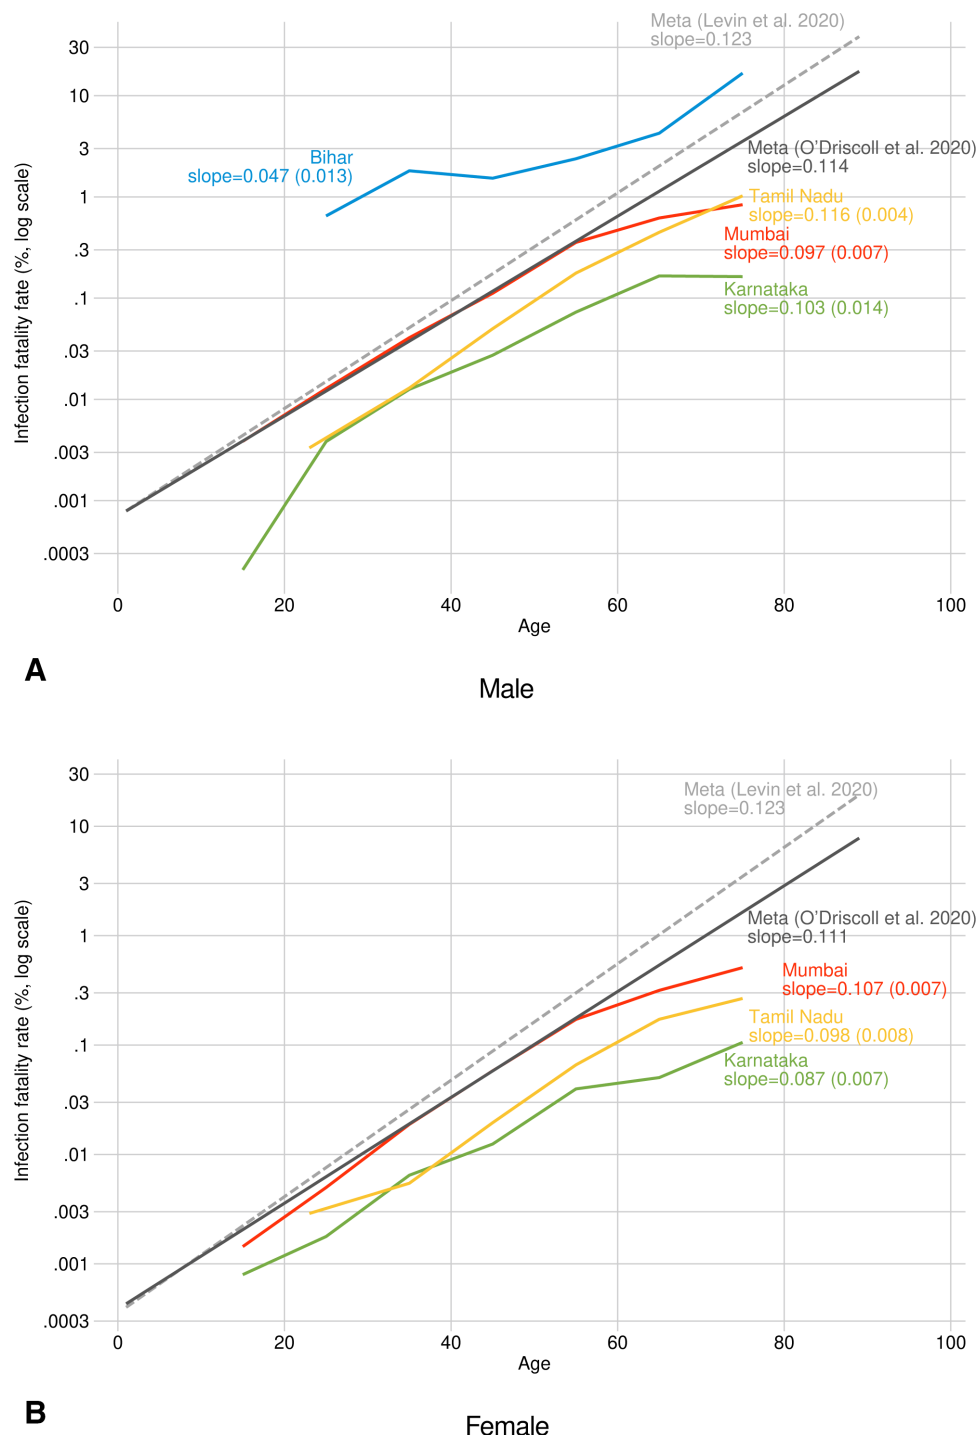 Meta (Levin et al. 2020)
slope=0.123
30
10
3
1
.3
.1
.03
.01
.003
.001
.0003
Infection fatality fate (%, log scale)
Bihar
slope=0.047 (0.013)
Meta (O'Driscoll et al. 2020)
slope=0.114
Tamil Nadu
slope=0.116 (0.004)
Mumbai
slope=0.097 (0.007)
Karnataka
slope=0.103 (0.014)
0 20 40 60 80 100
Age
A
Male
30
10
3
1
.3
.1
.03
.01
.003
.001
.0003
Infection fatality rate (%, log scale)
Meta (Levin et al. 2020)
slope=0.123
Meta (O'Driscoll et al. 2020)
slope=0.111
Mumbai
slope=0.107 (0.007)
Tamil Nadu
slope=0.098 (0.008)
Karnataka
slope=0.087 (0.007)
0 20 40 60 80 100
Age
B
Female